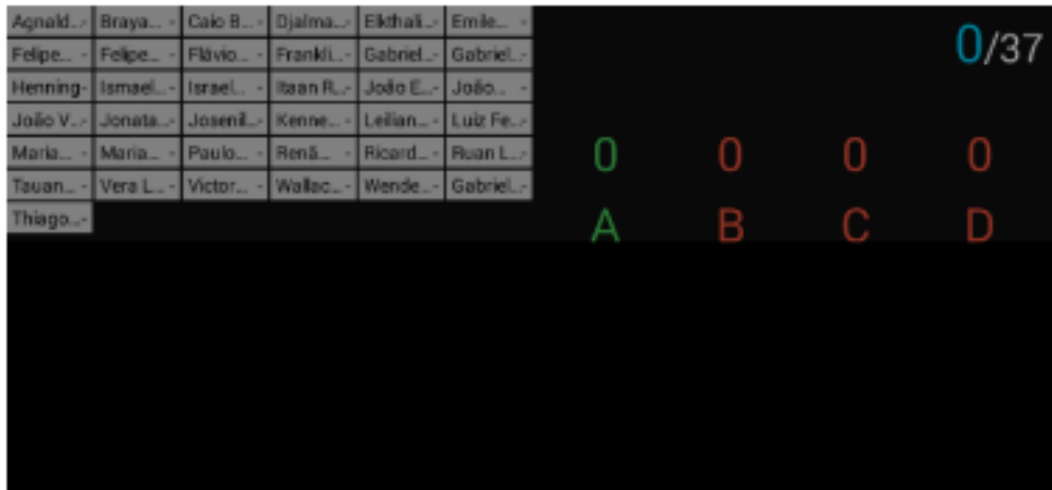 Agnald...- Braya... - Caio B...- Djalma...- Elkthali...- Emile... -
0/37
Felipe... - Felipe... - Flávio... - Frankli...- Gabriel...- Gabriel...-
Henning- Ismael...- Israel... - Itaan R...- João E...- João... -
João V...- Jonata...- Josenil...- Kenne...- Leilian...- Luiz Fe...-
Maria... - Maria... - Paulo... - Renã... - Ricard...- Ruan L...-
0 0 0 0
Tauan...- Vera L...- Victor... - Wallac...- Wende...- Gabriel...-
Thiago...-
A B C D